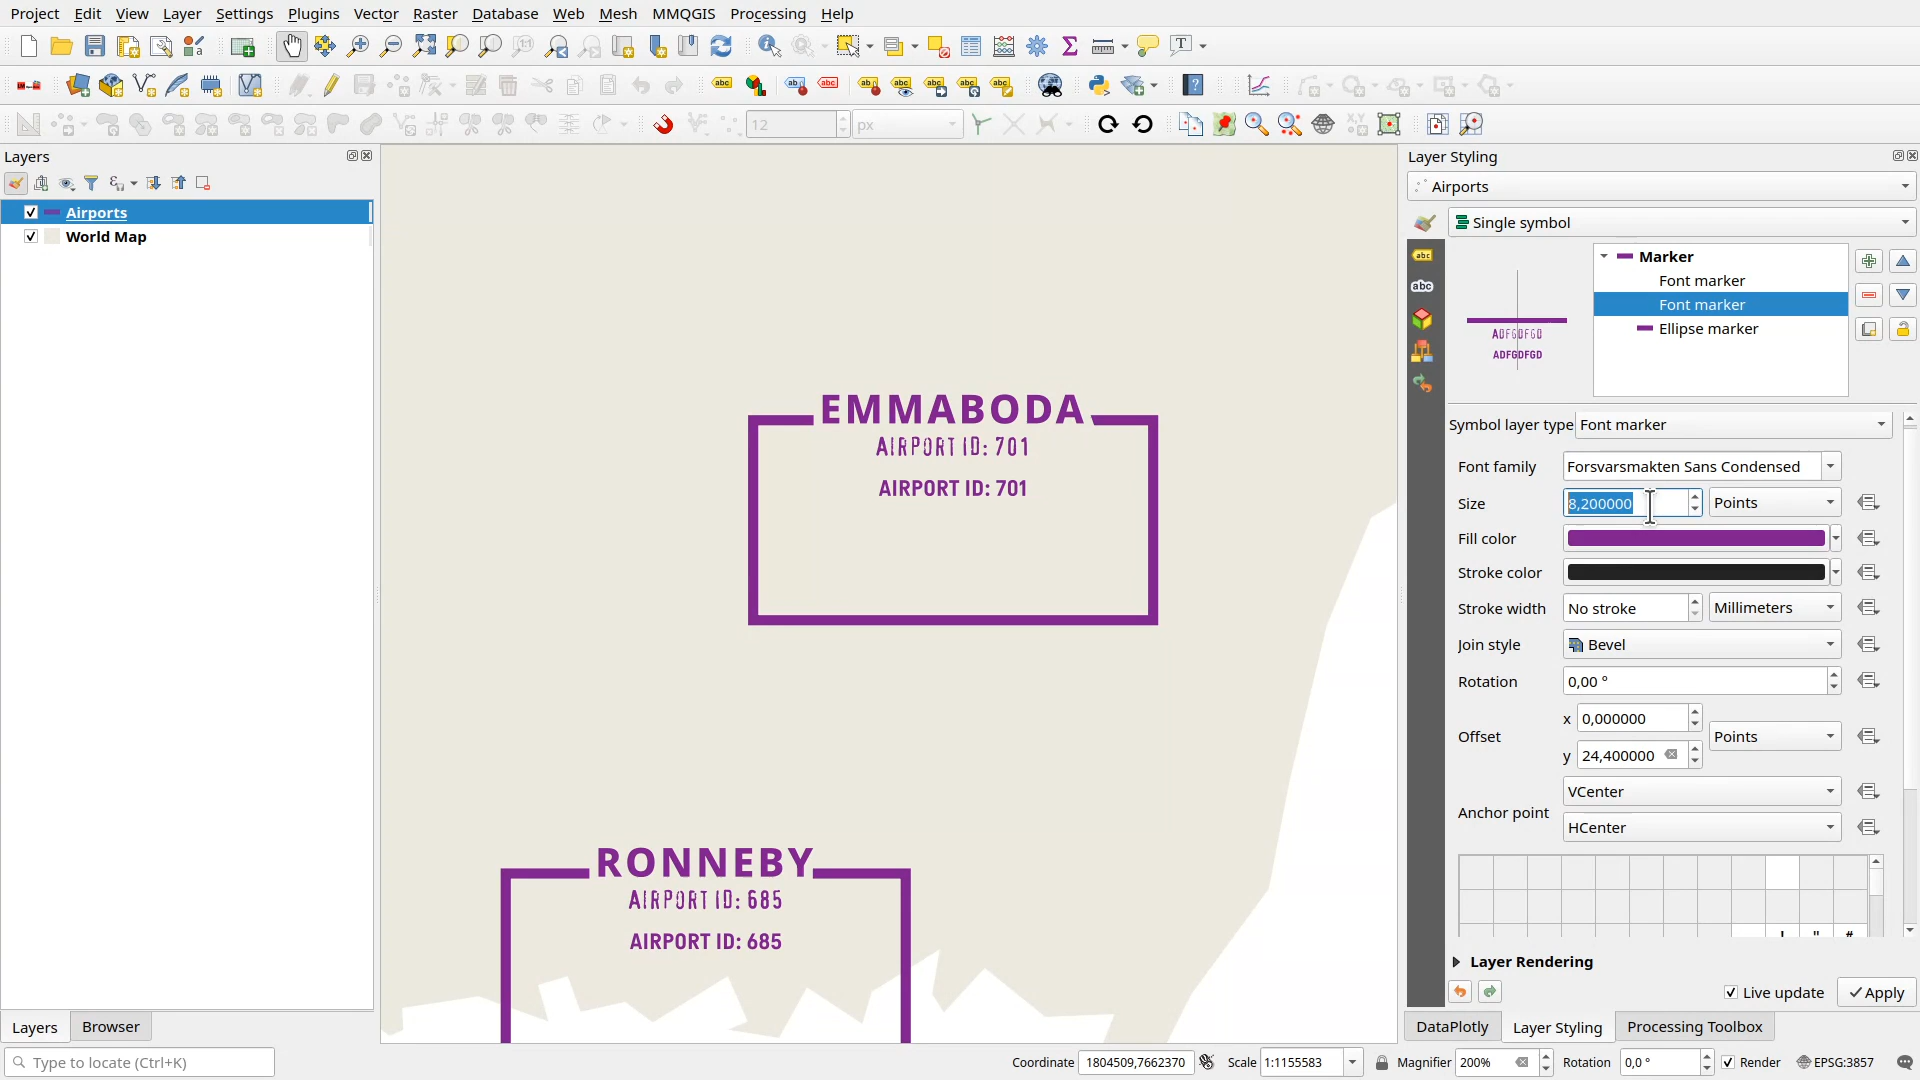 Project Edit View Layer Settings Plugins Vector Raster Database Web Mesh MMQGIS Processing Help
12 px
Layers
Airports
World Map
Layers Browser
Type to locate (Ctrl+K)
EMMABODA
AIRPORT ID: 701
AIRPORT ID: 701
RONNEBY
AIRPORT ID: 685
AIRPORT ID: 685
Layer Styling
Airports
Single symbol
Marker
Font marker
Font marker
Ellipse marker
ADFGDFGD
ADFGDFGD
Symbol layer type Font marker
Font family Forsvarsmakten Sans Condensed
Size 8,200000 Points
Fill color
Stroke color
Stroke width No stroke Millimeters
Join style Bevel
Rotation 0,00 °
Offset x 0,000000 Points
y 24,400000
Anchor point VCenter
HCenter
! " #
Layer Rendering
Live update Apply
DataPlotly Layer Styling Processing Toolbox
Coordinate 1804509,7662370 Scale 1:1155583 Magnifier 200% Rotation 0,0 ° Render EPSG:3857